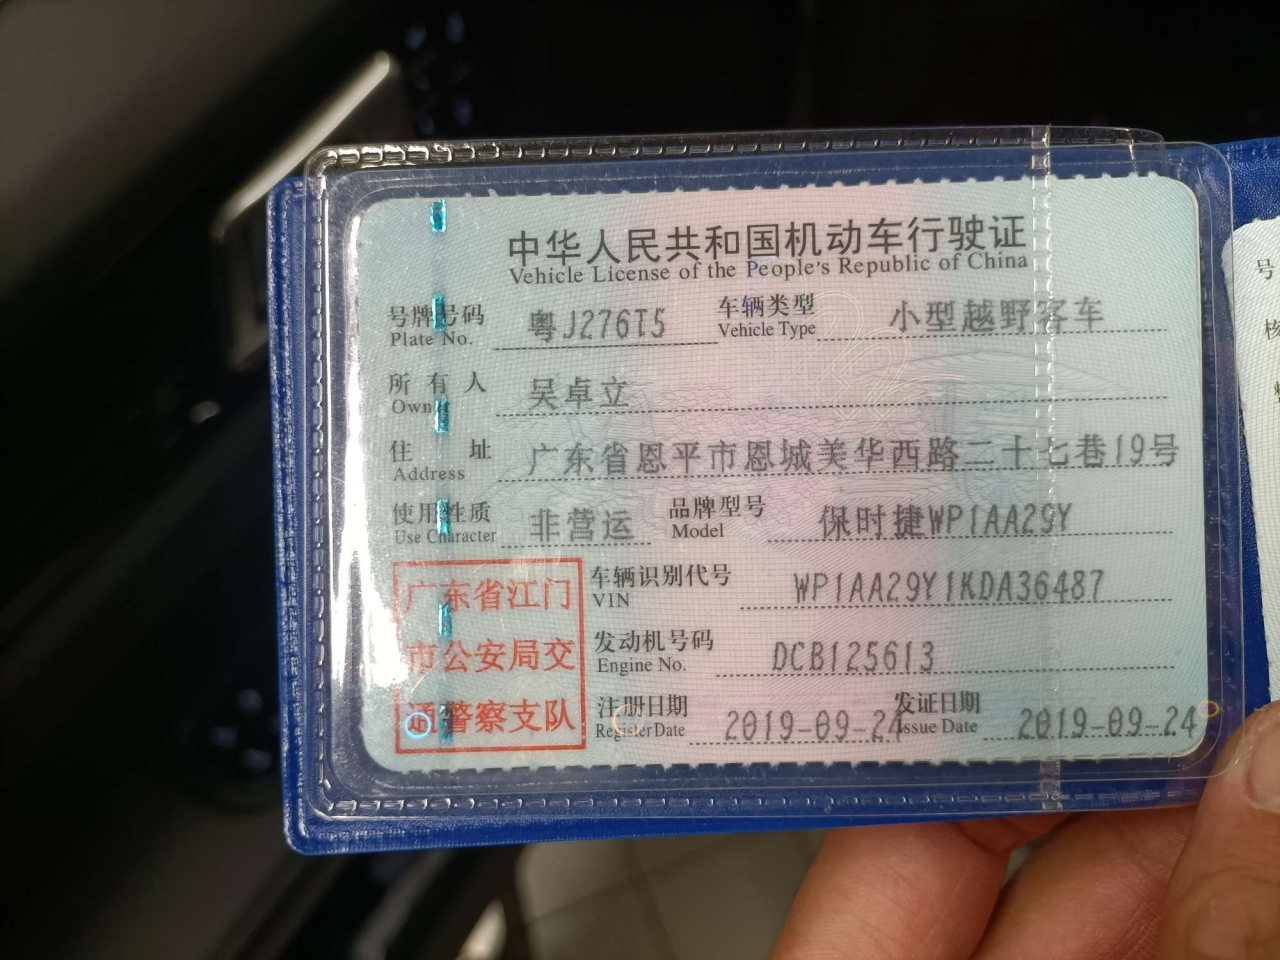 中华人民共和国机动车行驶证
Vehicle License of the People's Republic of China
号牌号码 粤J276T5 车辆类型 小型越野客车
Plate No. Vehicle Type
所有人 吴卓立
Owner
住址 广东省恩平市恩城美华西路二十七巷19号
Address
使用性质 非营运 品牌型号 保时捷WP1AA29Y
Use Character Model
广东省江门
市公安局交
通警察支队
车辆识别代号 WP1AA29Y1KDA36487
VIN
发动机号码 DCB125613
Engine No.
注册日期 2019-09-24 发证日期 2019-09-24
Register Date Issue Date
号
核